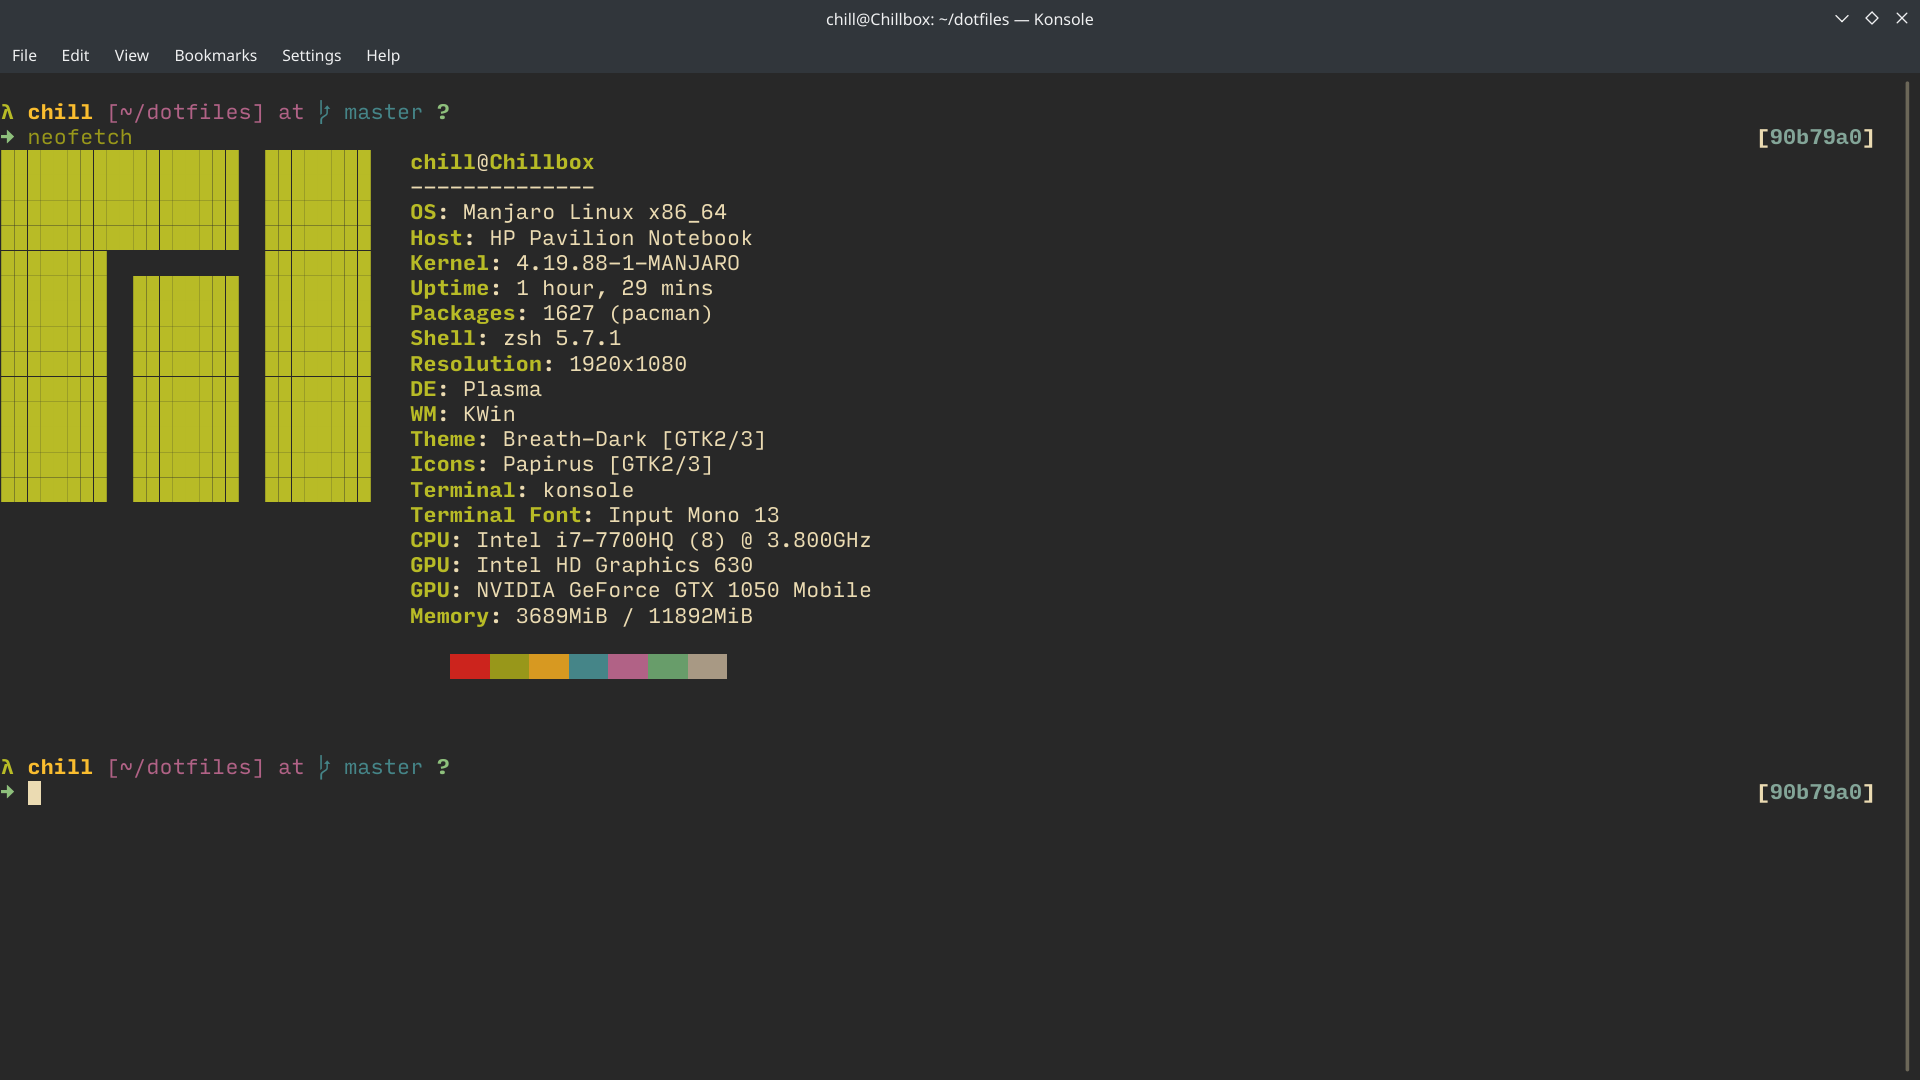 chill@Chillbox: ~/dotfiles — Konsole
File Edit View Bookmarks Settings Help
λ chill [~/dotfiles] at master ?
➜ neofetch [90b79a0]
chill@Chillbox
--------------
OS: Manjaro Linux x86_64
Host: HP Pavilion Notebook
Kernel: 4.19.88-1-MANJARO
Uptime: 1 hour, 29 mins
Packages: 1627 (pacman)
Shell: zsh 5.7.1
Resolution: 1920x1080
DE: Plasma
WM: KWin
Theme: Breath-Dark [GTK2/3]
Icons: Papirus [GTK2/3]
Terminal: konsole
Terminal Font: Input Mono 13
CPU: Intel i7-7700HQ (8) @ 3.800GHz
GPU: Intel HD Graphics 630
GPU: NVIDIA GeForce GTX 1050 Mobile
Memory: 3689MiB / 11892MiB
λ chill [~/dotfiles] at master ?
➜ [90b79a0]